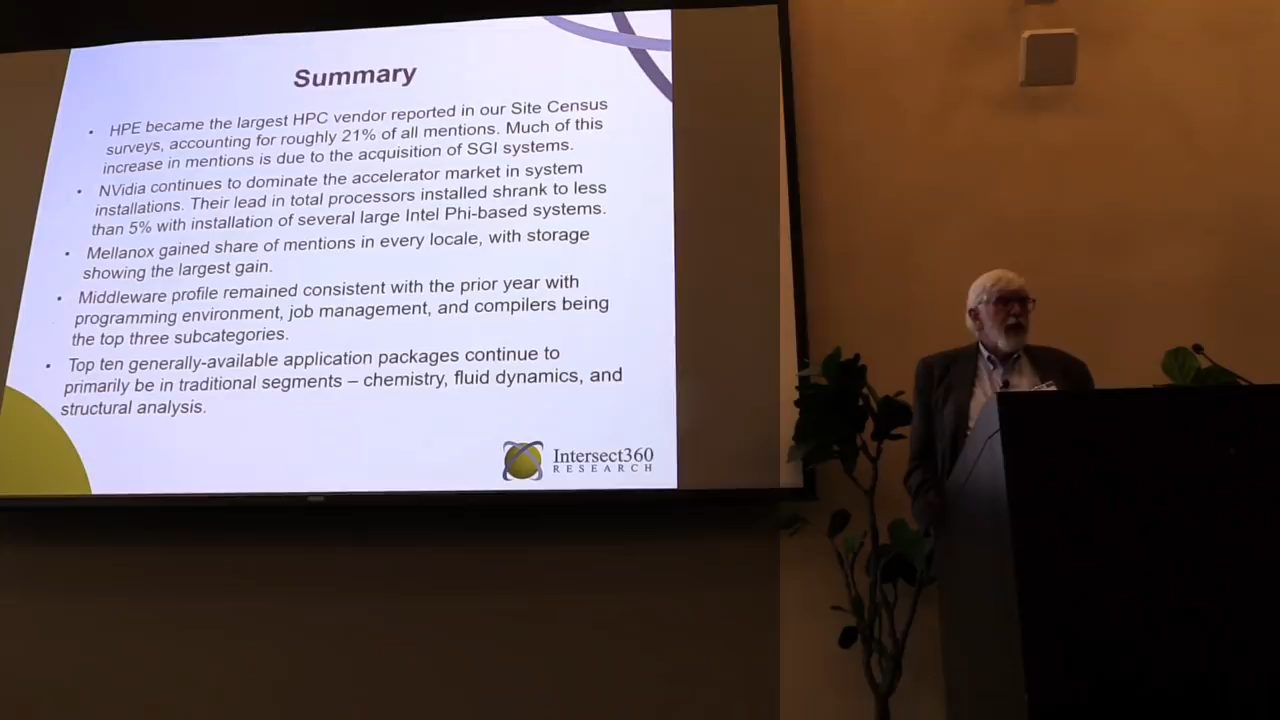 Summary
• HPE became the largest HPC vendor reported in our Site Census
surveys, accounting for roughly 21% of all mentions. Much of this
increase in mentions is due to the acquisition of SGI systems.
• NVidia continues to dominate the accelerator market in system
installations. Their lead in total processors installed shrank to less
than 5% with installation of several large Intel Phi-based systems.
• Mellanox gained share of mentions in every locale, with storage
showing the largest gain.
• Middleware profile remained consistent with the prior year with
programming environment, job management, and compilers being
the top three subcategories.
• Top ten generally-available application packages continue to
primarily be in traditional segments – chemistry, fluid dynamics, and
structural analysis.
Intersect360
RESEARCH